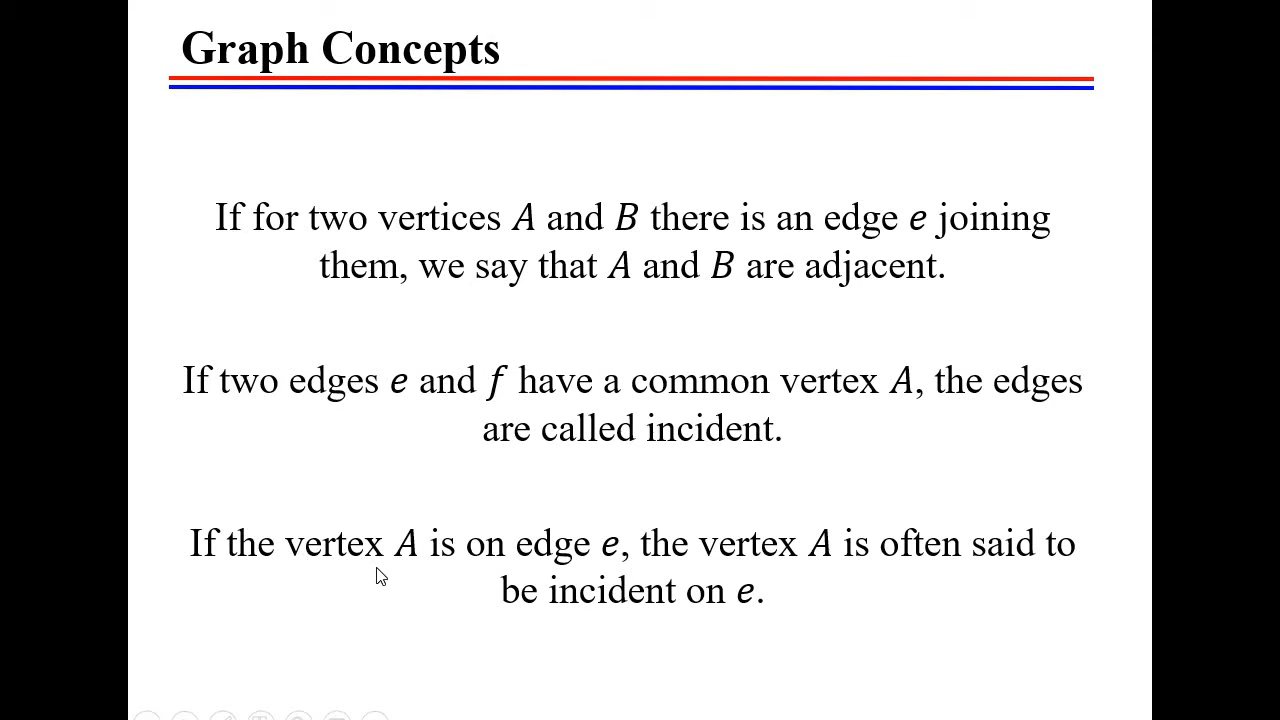 Graph Concepts
If for two vertices A and B there is an edge e joining
them, we say that A and B are adjacent.
If two edges e and f have a common vertex A, the edges
are called incident.
If the vertex A is on edge e, the vertex A is often said to
be incident on e.